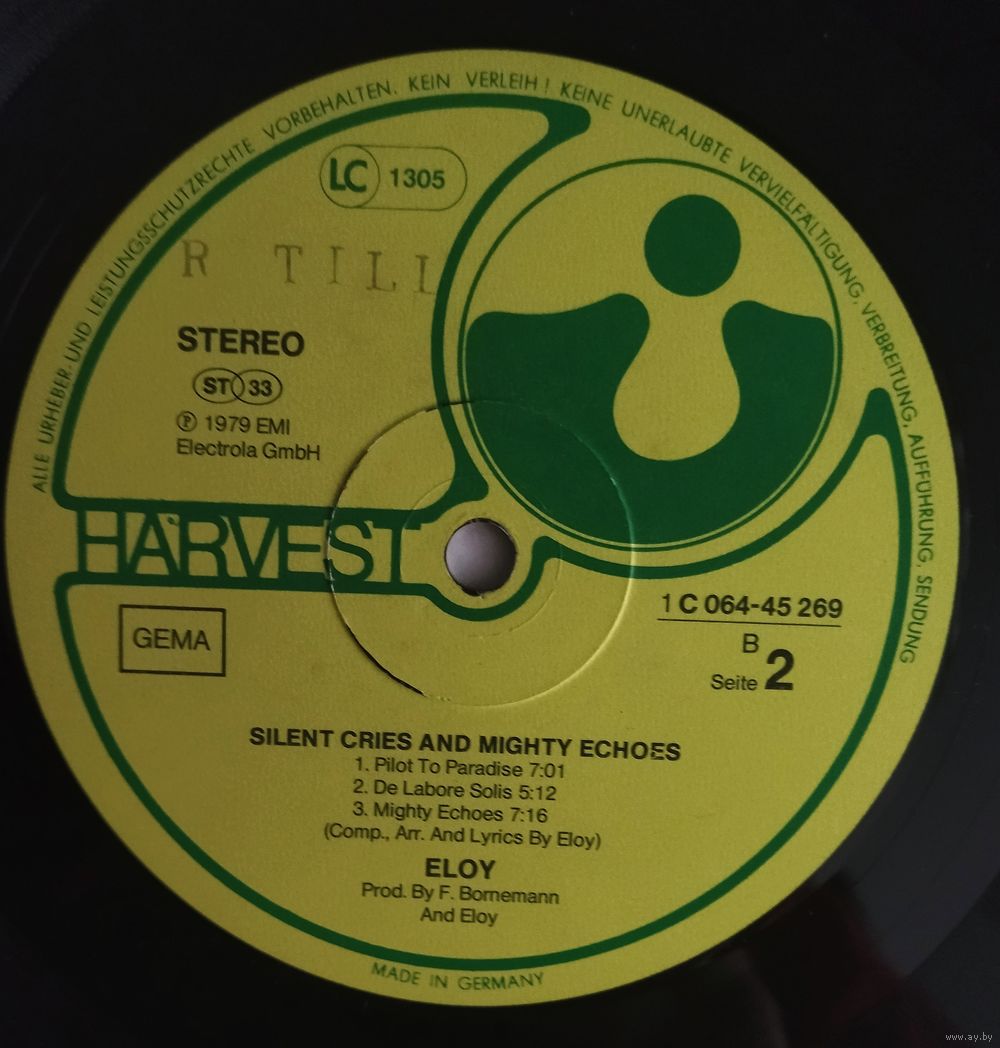 ALLE URHEBER- UND LEISTUNGSSCHUTZRECHTE VORBEHALTEN. KEIN VERLEIH! KEINE UNERLAUBTE VERVIELFÄLTIGUNG, VERBREITUNG, AUFFÜHRUNG, SENDUNG
LC 1305
R TILL
STEREO
ST 33
℗ 1979 EMI
Electrola GmbH
HARVEST
GEMA
1 C 064-45 269
B
Seite 2
SILENT CRIES AND MIGHTY ECHOES
1. Pilot To Paradise 7:01
2. De Labore Solis 5:12
3. Mighty Echoes 7:16
(Comp., Arr. And Lyrics By Eloy)
ELOY
Prod. By F. Bornemann
And Eloy
MADE IN GERMANY
www.ay.by